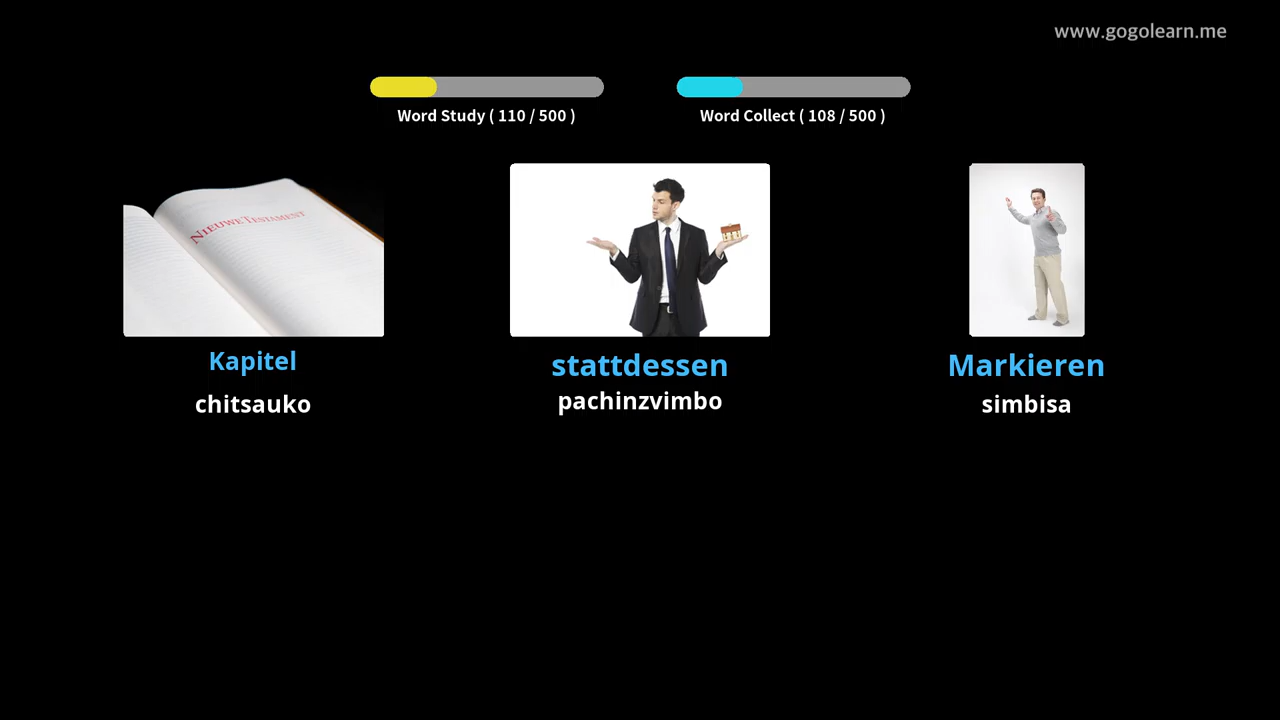 www.gogolearn.me
Word Study ( 110 / 500 )
Word Collect ( 108 / 500 )
NIEUWE TESTAMENT
Kapitel
stattdessen
Markieren
chitsauko
pachinzvimbo
simbisa